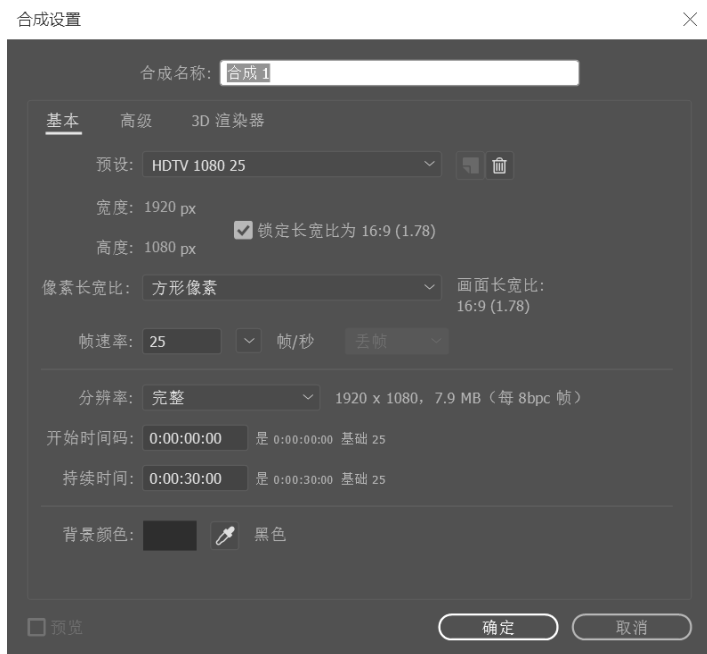 合成设置
合成名称: 合成 1
基本 高级 3D 渲染器
预设: HDTV 1080 25
宽度: 1920 px
锁定长宽比为 16:9 (1.78)
高度: 1080 px
像素长宽比: 方形像素 画面长宽比:
16:9 (1.78)
帧速率: 25 帧/秒 丢帧
分辨率: 完整 1920 x 1080，7.9 MB（每 8bpc 帧）
开始时间码: 0:00:00:00 是 0:00:00:00 基础 25
持续时间: 0:00:30:00 是 0:00:30:00 基础 25
背景颜色: 黑色
预览 确定 取消